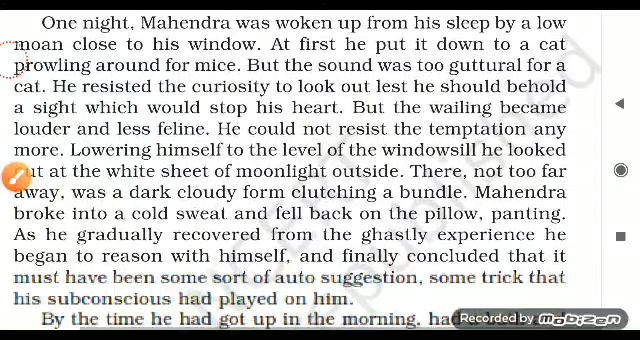 One night, Mahendra was woken up from his sleep by a low
moan close to his window. At first he put it down to a cat
prowling around for mice. But the sound was too guttural for a
cat. He resisted the curiosity to look out lest he should behold
a sight which would stop his heart. But the wailing became
louder and less feline. He could not resist the temptation any
more. Lowering himself to the level of the windowsill he looked
at the white sheet of moonlight outside. There, not too far
away, was a dark cloudy form clutching a bundle. Mahendra
broke into a cold sweat and fell back on the pillow, panting.
As he gradually recovered from the ghastly experience he
began to reason with himself, and finally concluded that it
must have been some sort of auto suggestion, some trick that
his subconscious had played on him.
By the time he had got up in the morning, had
Recorded by mobizen